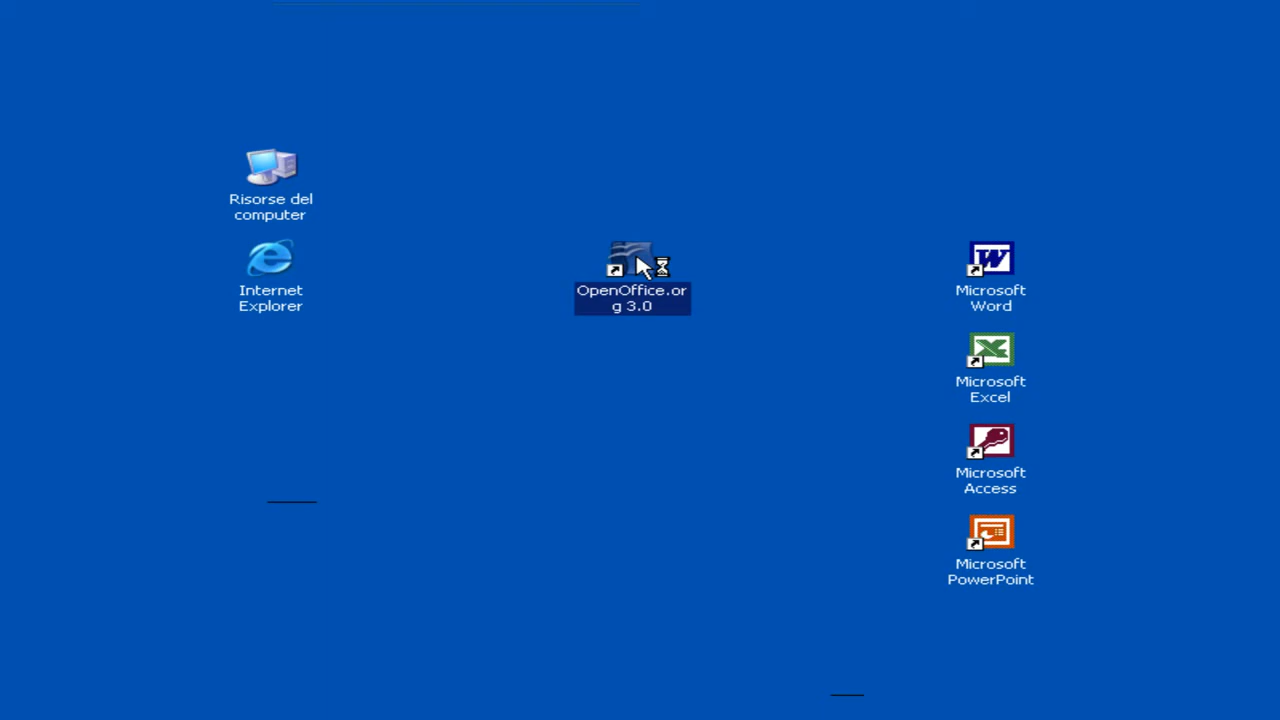 Risorse del
computer
Internet
Explorer
OpenOffice.or
g 3.0
Microsoft
Word
Microsoft
Excel
Microsoft
Access
Microsoft
PowerPoint